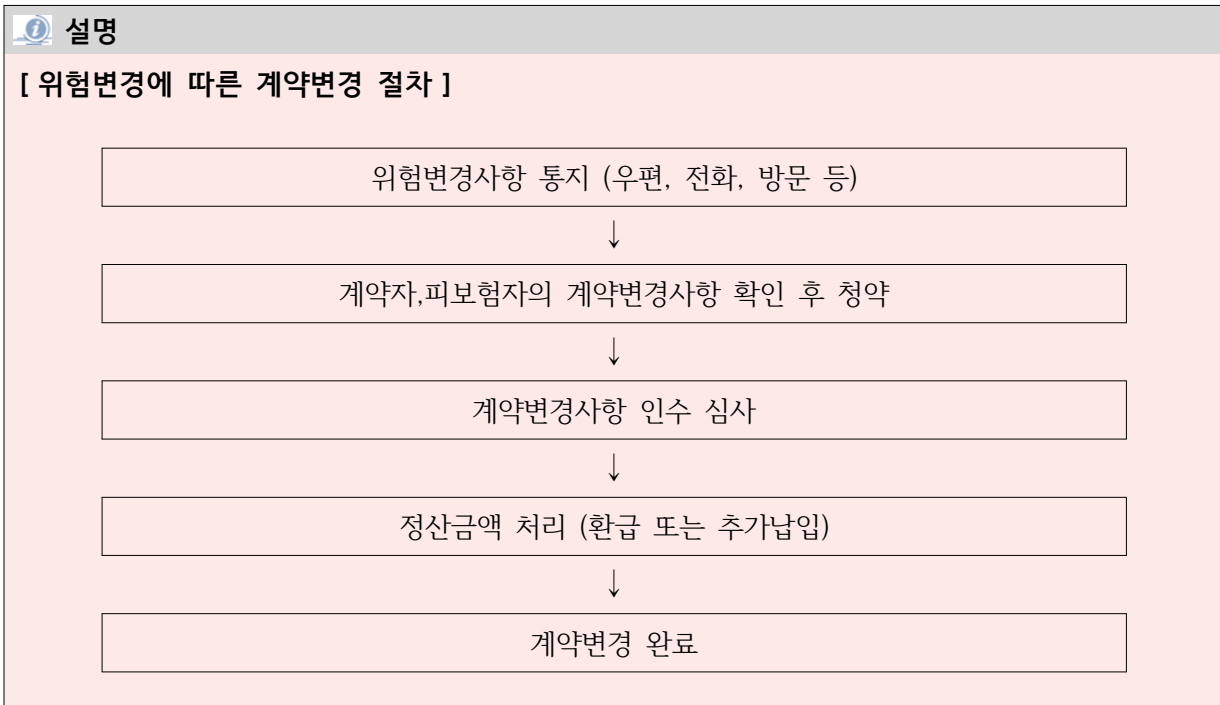 설명
[ 위험변경에 따른 계약변경 절차 ]
위험변경사항 통지 (우편, 전화, 방문 등)
↓
계약자,피보험자의 계약변경사항 확인 후 청약
↓
계약변경사항 인수 심사
↓
정산금액 처리 (환급 또는 추가납입)
↓
계약변경 완료